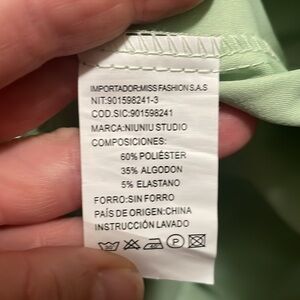 IMPORTADOR:MISS FASHION S.A.S
NIT:901598241-3
COD.SIC:901598241
MARCA:NIUNIU STUDIO
COMPOSICIONES:
60% POLIÉSTER
35% ALGODON
5% ELASTANO
FORRO:SIN FORRO
PAÍS DE ORIGEN:CHINA
INSTRUCCIÓN LAVADO